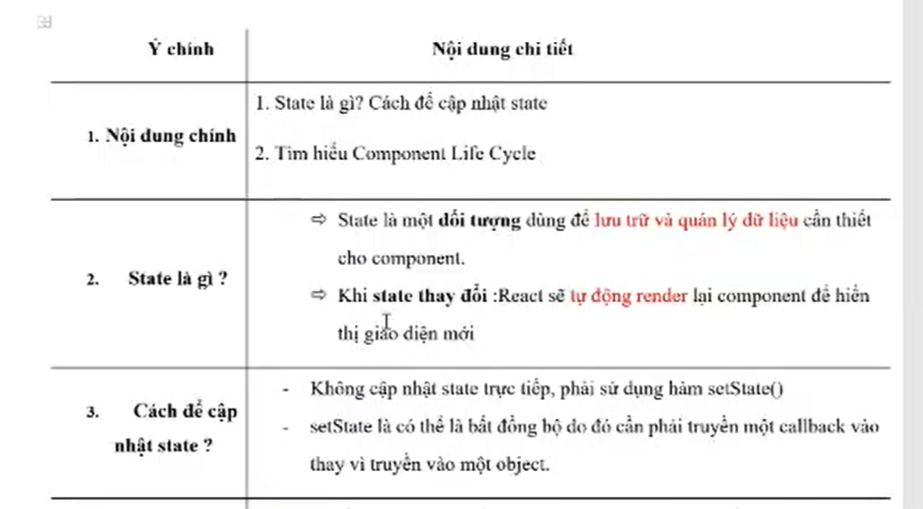 Ý chính
Nội dung chi tiết
1. Nội dung chính
1. State là gì? Cách để cập nhật state
2. Tìm hiểu Component Life Cycle
2. State là gì ?
⇨ State là một đối tượng dùng để lưu trữ và quản lý dữ liệu cần thiết
cho component.
⇨ Khi state thay đổi :React sẽ tự động render lại component để hiển
thị giao diện mới
3. Cách để cập
nhật state ?
- Không cập nhật state trực tiếp, phải sử dụng hàm setState()
- setState là có thể là bất đồng bộ do đó cần phải truyền một callback vào
thay vì truyền vào một object.